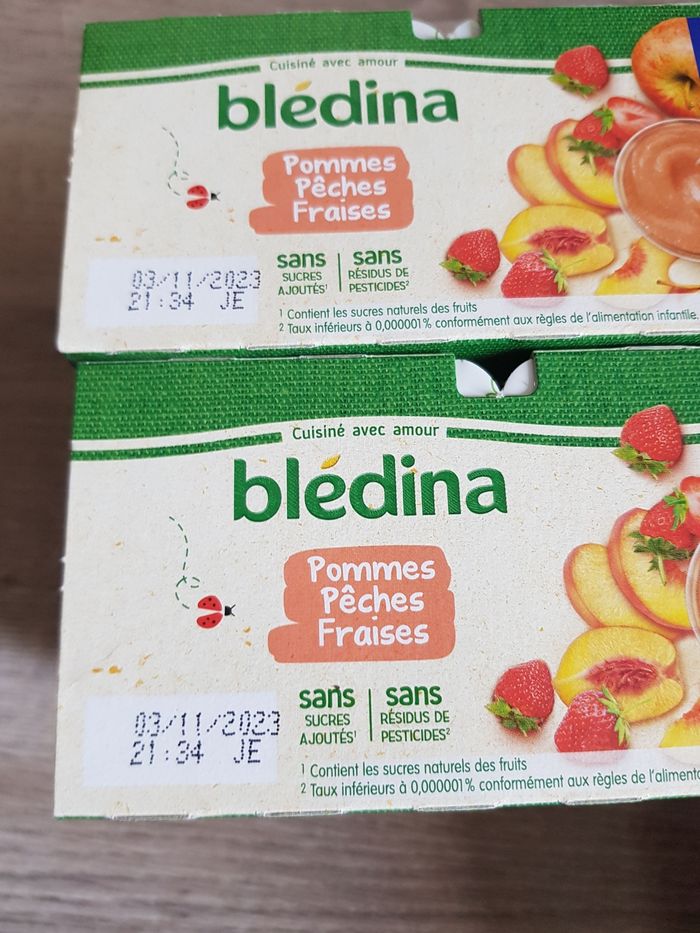 Cuisiné avec amour
blédina
Pommes
Pêches
Fraises
sans
SUCRES
AJOUTÉS¹
sans
RÉSIDUS DE
PESTICIDES²
03/11/2023
21:34 JE
¹ Contient les sucres naturels des fruits
² Taux inférieurs à 0,000001% conformément aux règles de l'alimentation infantile.
Cuisiné avec amour
blédina
Pommes
Pêches
Fraises
sans
SUCRES
AJOUTÉS¹
sans
RÉSIDUS DE
PESTICIDES²
03/11/2023
21:34 JE
¹ Contient les sucres naturels des fruits
² Taux inférieurs à 0,000001% conformément aux règles de l'alimenta